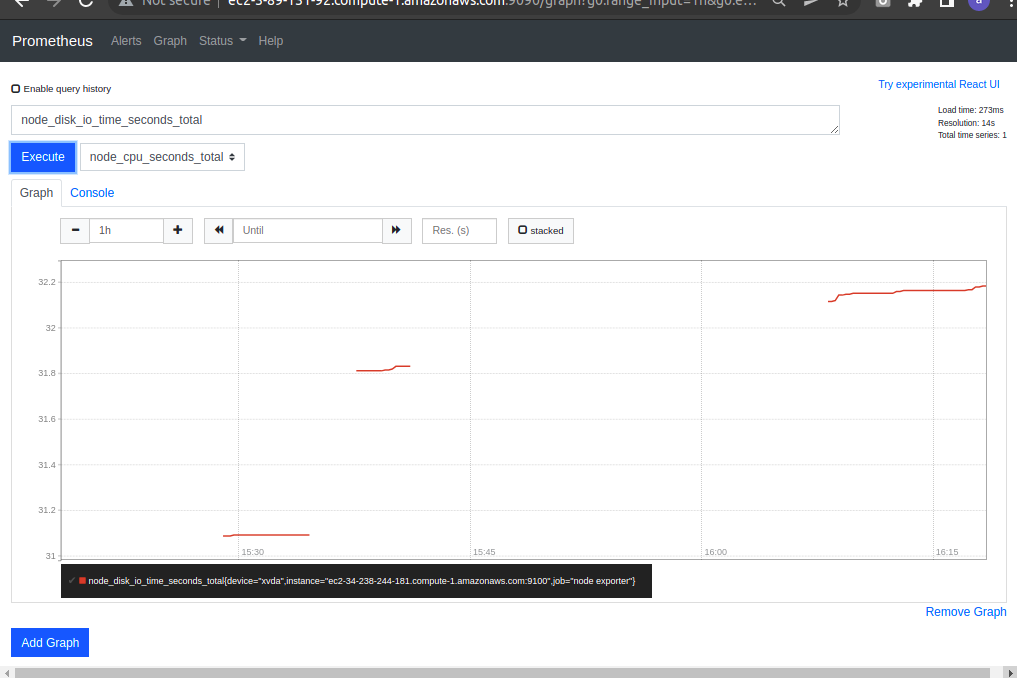 Not secure ec2-3-89-131-92.compute-1.amazonaws.com:9090/graph?g0.range_input=1h&g0.e…
a
Prometheus Alerts Graph Status Help
Enable query history
Try experimental React UI
node_disk_io_time_seconds_total
Load time: 273ms
Resolution: 14s
Total time series: 1
Execute node_cpu_seconds_total
Graph Console
1h Until Res. (s) stacked
32.2
32
31.8
31.6
31.4
31.2
31
15:30 15:45 16:00 16:15
node_disk_io_time_seconds_total{device="xvda",instance="ec2-34-238-244-181.compute-1.amazonaws.com:9100",job="node exporter"}
Remove Graph
Add Graph